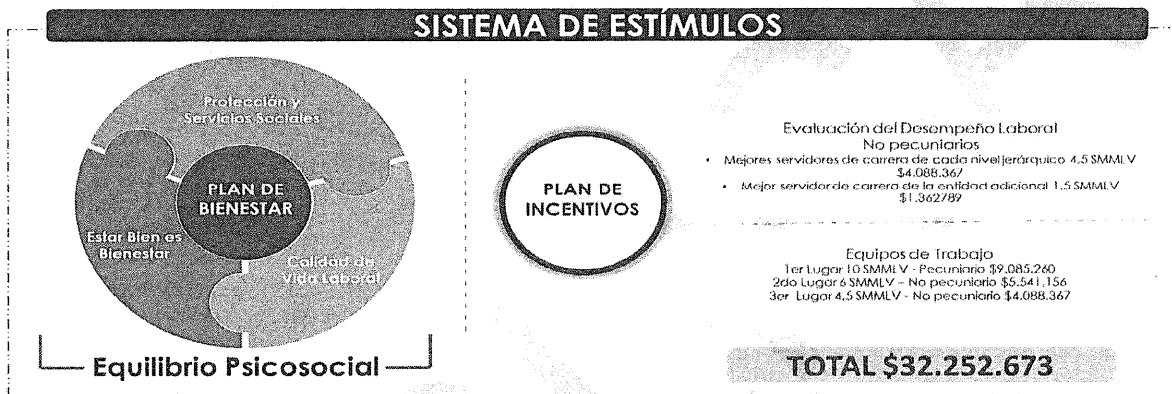 SISTEMA DE ESTÍMULOS
Protección y
Servicios Sociales
PLAN DE
BIENESTAR
Estar Bien es
Bienestar
Calidad de
Vida Laboral
Equilibrio Psicosocial
PLAN DE
INCENTIVOS
Evaluación del Desempeño Laboral
No pecuniarios
• Mejores servidores de carrera de cada nivel jerárquico 4,5 SMMLV
$4.088.367
• Mejor servidor de carrera de la entidad adicional 1.5 SMMLV
$1.362789
Equipos de Trabajo
1er Lugar 10 SMMLV - Pecuniario $9.085.260
2do Lugar 6 SMMLV – No pecuniario $5.541.156
3er Lugar 4,5 SMMLV - No pecuniario $4.088.367
TOTAL $32.252.673